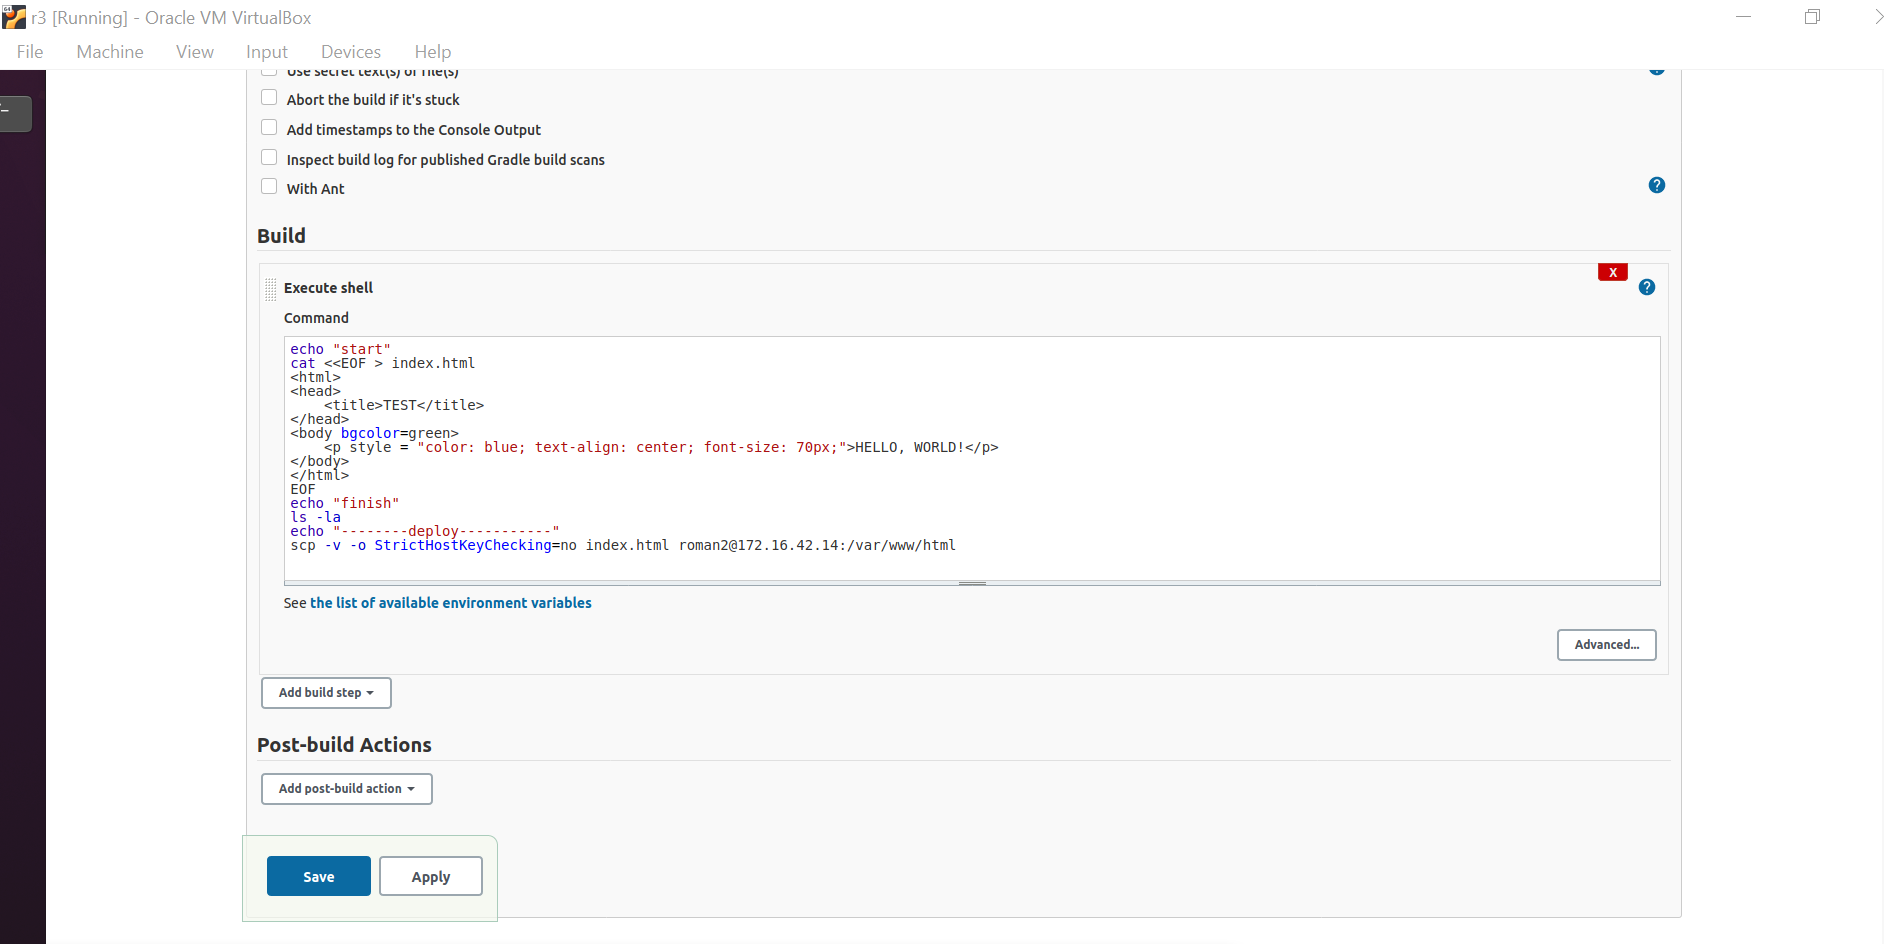 r3 [Running] - Oracle VM VirtualBox
File Machine View Input Devices Help
Use secret text(s) or file(s)
Abort the build if it's stuck
Add timestamps to the Console Output
Inspect build log for published Gradle build scans
With Ant
?
Build
X
Execute shell
?
Command
echo "start"
cat <<EOF > index.html
<html>
<head>
    <title>TEST</title>
</head>
<body bgcolor=green>
    <p style = "color: blue; text-align: center; font-size: 70px;">HELLO, WORLD!</p>
</body>
</html>
EOF
echo "finish"
ls -la
echo "--------deploy-----------"
scp -v -o StrictHostKeyChecking=no index.html roman2@172.16.42.14:/var/www/html
See the list of available environment variables
Advanced...
Add build step
Post-build Actions
Add post-build action
Save Apply